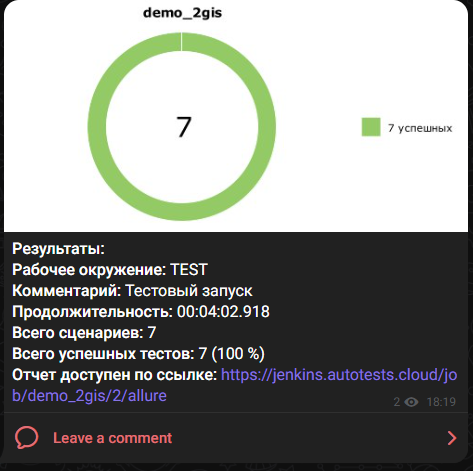 demo_2gis
7
7 успешных
Результаты:
Рабочее окружение: TEST
Комментарий: Тестовый запуск
Продолжительность: 00:04:02.918
Всего сценариев: 7
Всего успешных тестов: 7 (100 %)
Отчет доступен по ссылке: https://jenkins.autotests.cloud/jo
b/demo_2gis/2/allure
2 18:19
Leave a comment